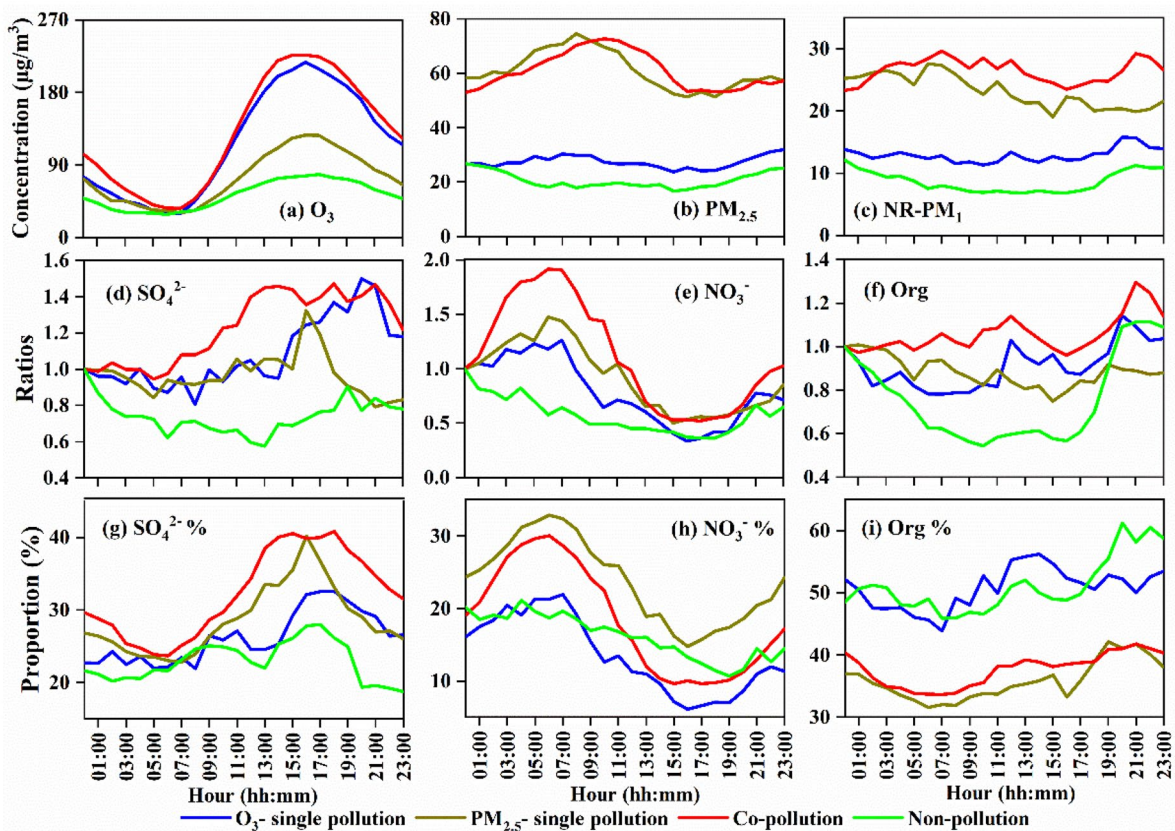 Concentration (μg/m³)
270
180
90
0
(a) O₃
80
60
40
20
0
(b) PM₂.₅
30
20
10
0
(c) NR-PM₁
Ratios
1.6
1.4
1.2
1.0
0.8
0.6
0.4
(d) SO₄²⁻
2.0
1.5
1.0
0.5
0.0
(e) NO₃⁻
1.4
1.2
1.0
0.8
0.6
0.4
(f) Org
Proportion (%)
40
30
20
(g) SO₄²⁻ %
30
20
10
(h) NO₃⁻ %
60
50
40
30
(i) Org %
01:00 03:00 05:00 07:00 09:00 11:00 13:00 15:00 17:00 19:00 21:00 23:00
01:00 03:00 05:00 07:00 09:00 11:00 13:00 15:00 17:00 19:00 21:00 23:00
01:00 03:00 05:00 07:00 09:00 11:00 13:00 15:00 17:00 19:00 21:00 23:00
Hour (hh:mm) Hour (hh:mm) Hour (hh:mm)
O₃- single pollution PM₂.₅- single pollution Co-pollution Non-pollution